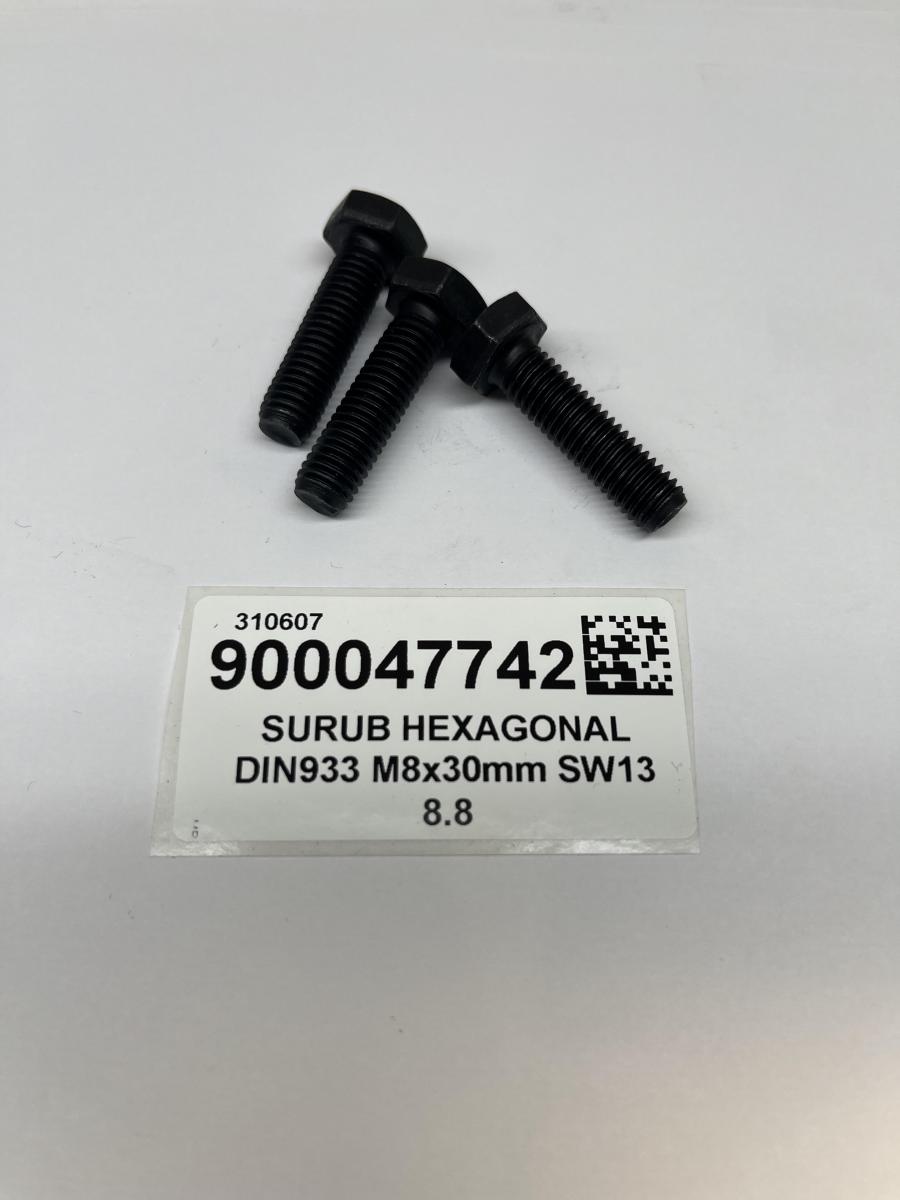 310607
900047742
SURUB HEXAGONAL
DIN933 M8x30mm SW13
8.8